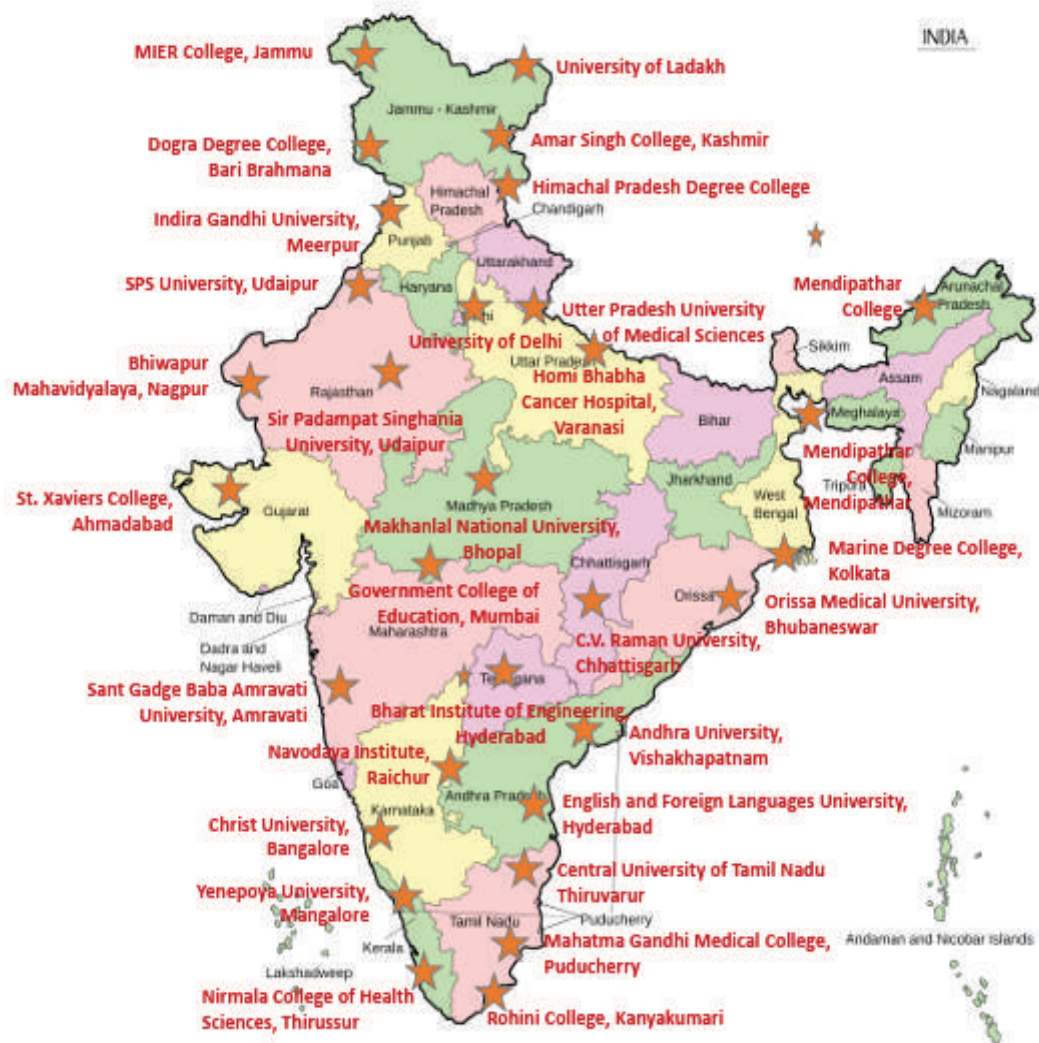 INDIA
MIER College, Jammu
University of Ladakh
Jammu - Kashmir
Amar Singh College, Kashmir
Dogra Degree College,
Bari Brahmana
Himachal Pradesh Degree College
Himachal
Pradesh
Chandigarh
Indira Gandhi University,
Meerpur
Punjab
Uttarakhand
SPS University, Udaipur
Haryana
Mendipathar
College
Arunachal
Pradesh
Utter Pradesh University
of Medical Sciences
University of Delhi
Uttar Pradesh
Sikkim
Bhiwapur
Mahavidyalaya, Nagpur
Rajasthan
Homi Bhabha
Cancer Hospital,
Varanasi
Assam
Nagaland
Bihar
Meghalaya
Sir Padampat Singhania
University, Udaipur
Manipur
Mendipathar
College,
Mendipathar
Jharkhand
Tripura
West
Bengal
Mizoram
St. Xaviers College,
Ahmadabad
Gujarat
Madhya Pradesh
Makhanlal National University,
Bhopal
Marine Degree College,
Kolkata
Chhattisgarh
Government College of
Education, Mumbai
Orissa
Orissa Medical University,
Bhubaneswar
Daman and Diu
Maharashtra
Dadra and
Nagar Haveli
C.V. Raman University,
Chhattisgarh
Telangana
Sant Gadge Baba Amravati
University, Amravati
Bharat Institute of Engineering,
Hyderabad
Andhra University,
Vishakhapatnam
Navodaya Institute,
Raichur
Goa
Andhra Pradesh
Karnataka
English and Foreign Languages University,
Hyderabad
Christ University,
Bangalore
Central University of Tamil Nadu
Thiruvarur
Yenepoya University,
Mangalore
Tamil Nadu
Puducherry
Kerala
Mahatma Gandhi Medical College,
Puducherry
Andaman and Nicobar Islands
Lakshadweep
Nirmala College of Health
Sciences, Thirussur
Rohini College, Kanyakumari